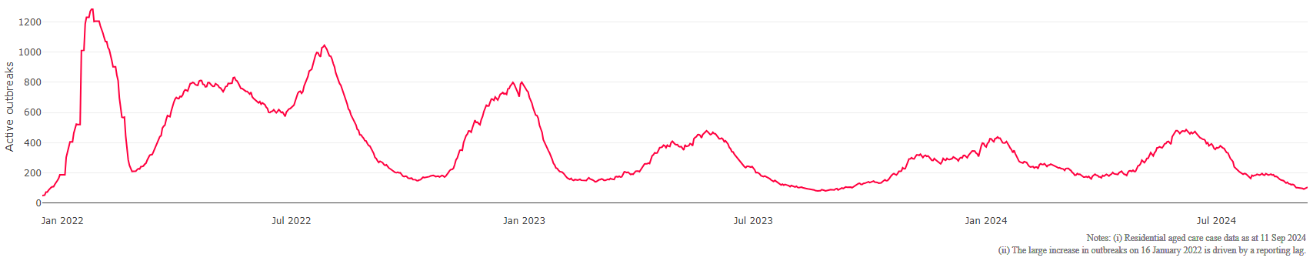 Active outbreaks
1200
1000
800
600
400
200
0
Jan 2022
Jul 2022
Jan 2023
Jul 2023
Jan 2024
Jul 2024
Notes: (i) Residential aged care case data as at 11 Sep 2024
(ii) The large increase in outbreaks on 16 January 2022 is driven by a reporting lag.